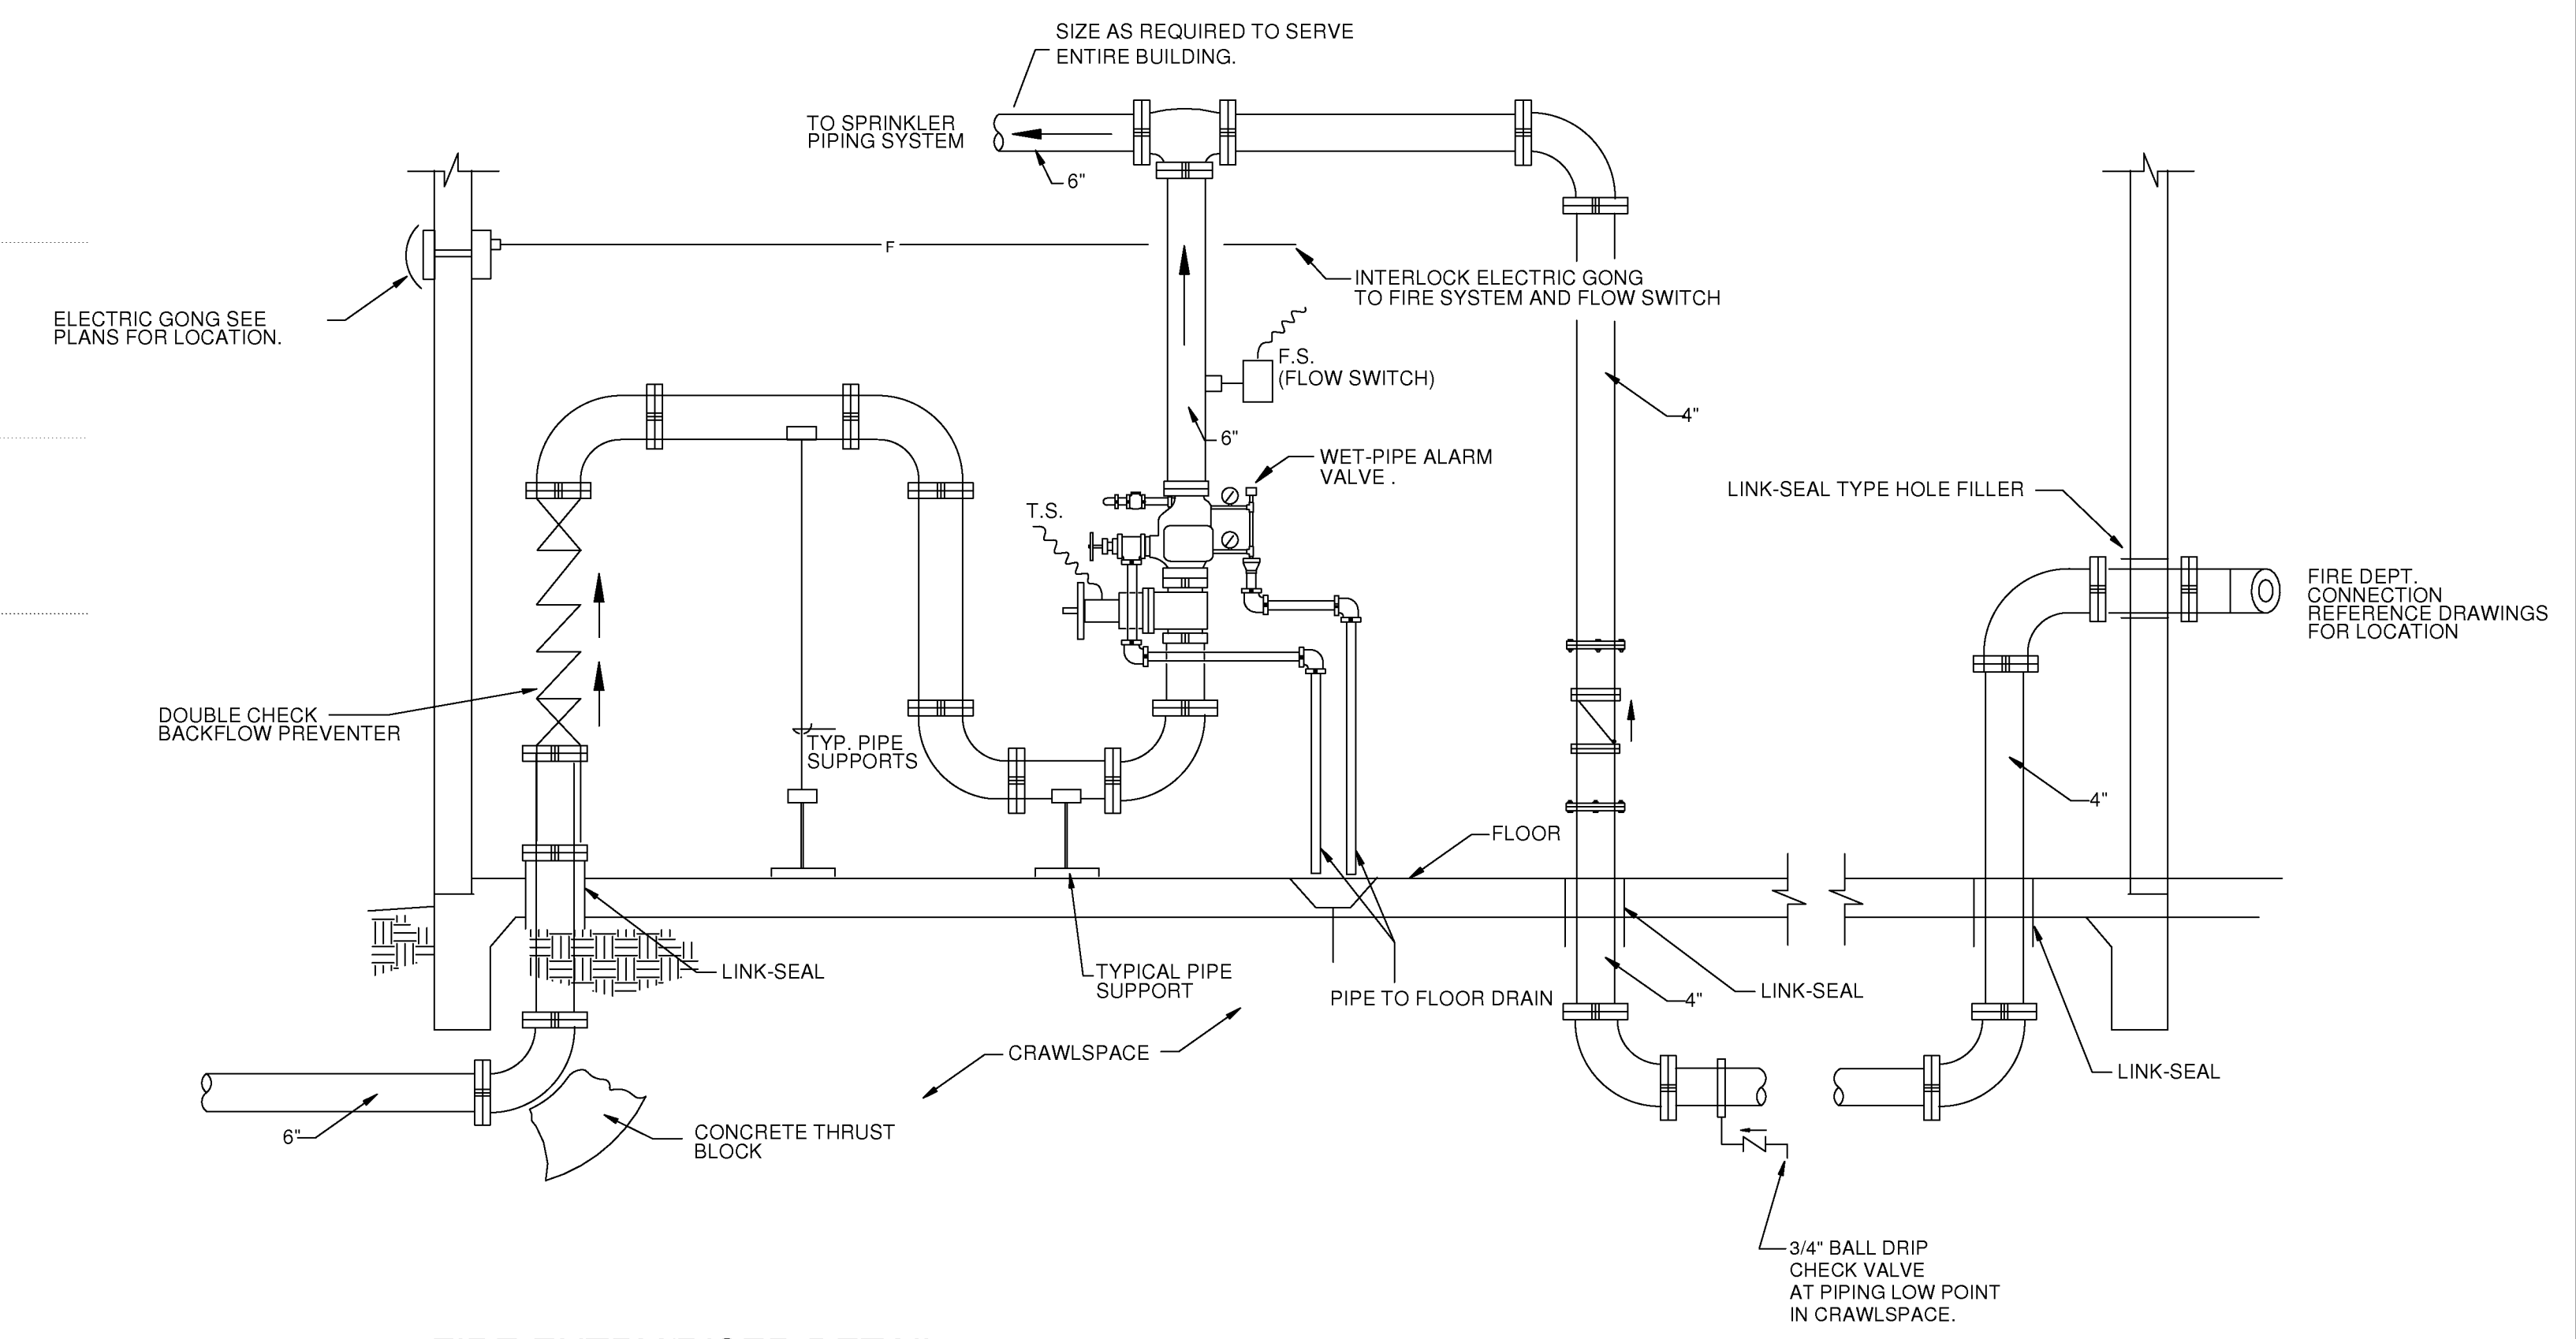 SIZE AS REQUIRED TO SERVE
ENTIRE BUILDING.
TO SPRINKLER
PIPING SYSTEM
6"
F
INTERLOCK ELECTRIC GONG
TO FIRE SYSTEM AND FLOW SWITCH
ELECTRIC GONG SEE
PLANS FOR LOCATION.
F.S.
(FLOW SWITCH)
4"
6"
WET-PIPE ALARM
VALVE .
LINK-SEAL TYPE HOLE FILLER
T.S.
FIRE DEPT.
CONNECTION
REFERENCE DRAWINGS
FOR LOCATION
DOUBLE CHECK
BACKFLOW PREVENTER
TYP. PIPE
SUPPORTS
4"
FLOOR
LINK-SEAL
TYPICAL PIPE
SUPPORT
PIPE TO FLOOR DRAIN
4"
LINK-SEAL
CRAWLSPACE
LINK-SEAL
6"
CONCRETE THRUST
BLOCK
3/4" BALL DRIP
CHECK VALVE
AT PIPING LOW POINT
IN CRAWLSPACE.